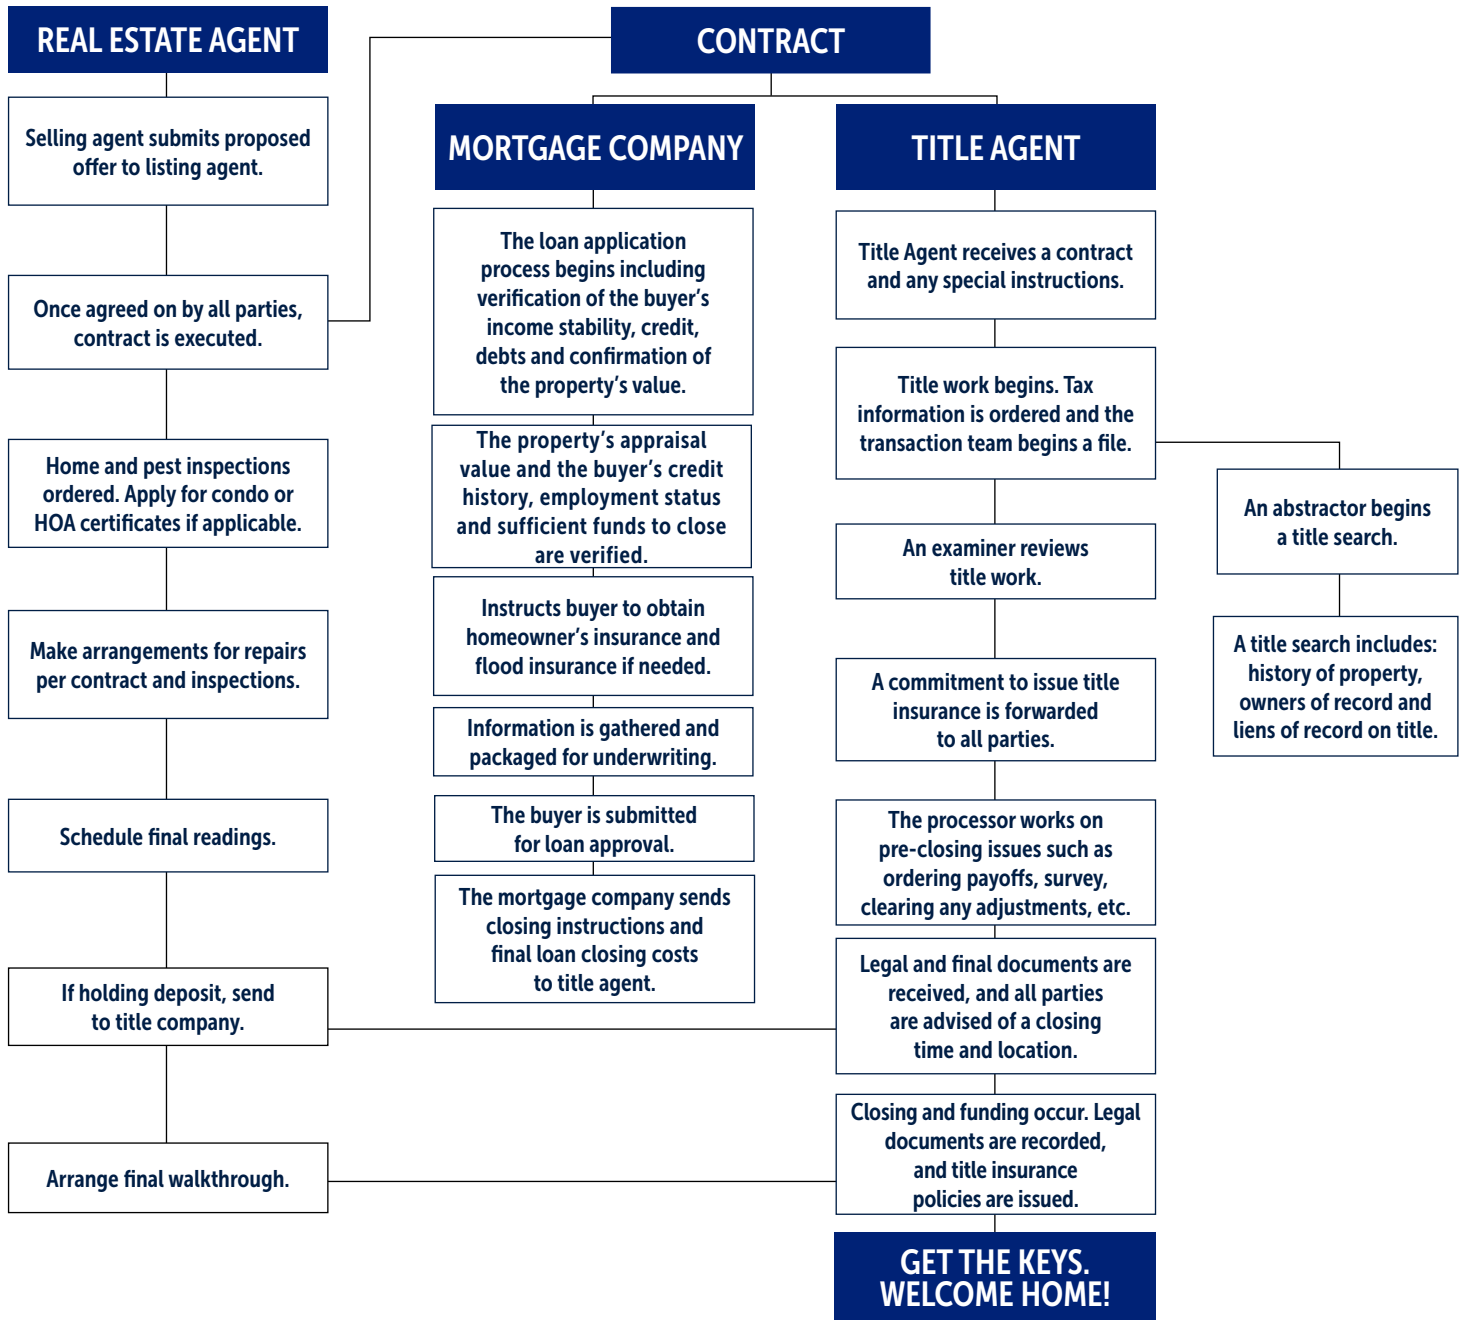 REAL ESTATE AGENT
Selling agent submits proposed
offer to listing agent.
Once agreed on by all parties,
contract is executed.
Home and pest inspections
ordered. Apply for condo or
HOA certificates if applicable.
Make arrangements for repairs
per contract and inspections.
Schedule final readings.
If holding deposit, send
to title company.
Arrange final walkthrough.
CONTRACT
MORTGAGE COMPANY
The loan application
process begins including
verification of the buyer’s
income stability, credit,
debts and confirmation of
the property’s value.
The property’s appraisal
value and the buyer’s credit
history, employment status
and sufficient funds to close
are verified.
Instructs buyer to obtain
homeowner’s insurance and
flood insurance if needed.
Information is gathered and
packaged for underwriting.
The buyer is submitted
for loan approval.
The mortgage company sends
closing instructions and
final loan closing costs
to title agent.
TITLE AGENT
Title Agent receives a contract
and any special instructions.
Title work begins. Tax
information is ordered and the
transaction team begins a file.
An examiner reviews
title work.
A commitment to issue title
insurance is forwarded
to all parties.
The processor works on
pre-closing issues such as
ordering payoffs, survey,
clearing any adjustments, etc.
Legal and final documents are
received, and all parties
are advised of a closing
time and location.
Closing and funding occur. Legal
documents are recorded,
and title insurance
policies are issued.
GET THE KEYS.
WELCOME HOME!
An abstractor begins
a title search.
A title search includes:
history of property,
owners of record and
liens of record on title.